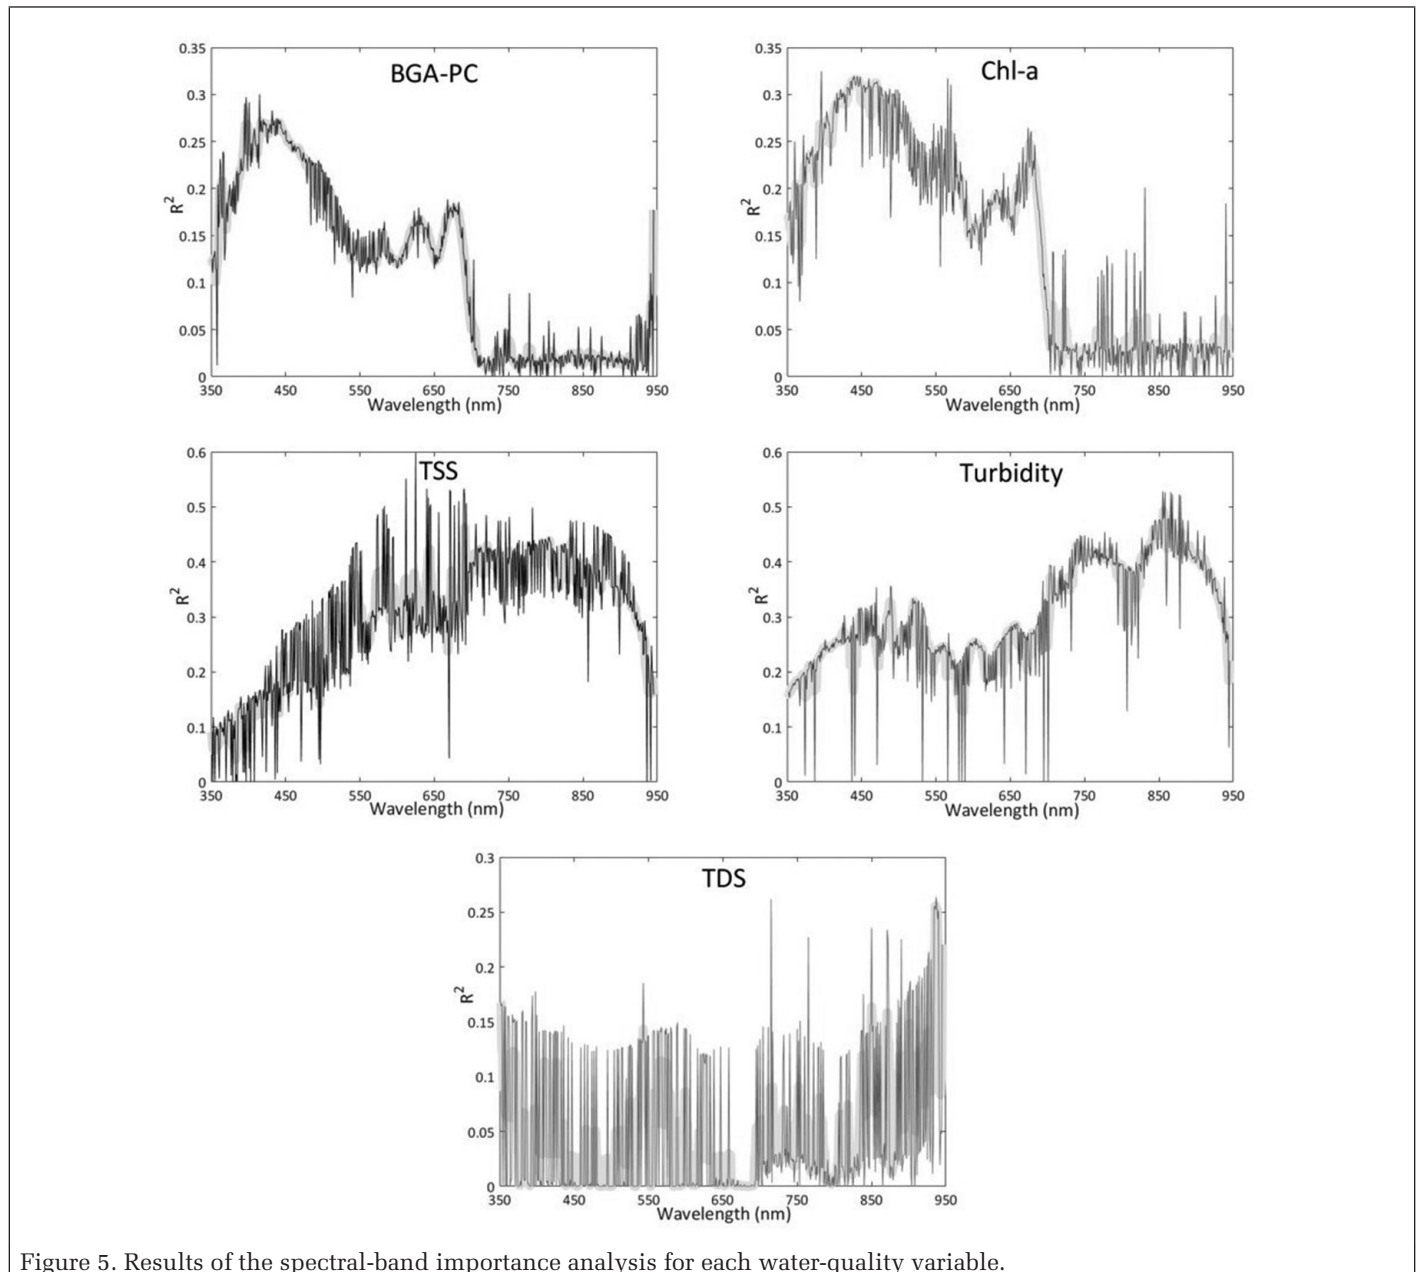 BGA-PC
0.35
0.3
0.25
0.2
0.15
0.1
0.05
0
R²
350 450 550 650 750 850 950
Wavelength (nm)
Chl-a
0.35
0.3
0.25
0.2
0.15
0.1
0.05
0
R²
350 450 550 650 750 850 950
Wavelength (nm)
TSS
0.6
0.5
0.4
0.3
0.2
0.1
0
R²
350 450 550 650 750 850 950
Wavelength (nm)
Turbidity
0.6
0.5
0.4
0.3
0.2
0.1
0
R²
350 450 550 650 750 850 950
Wavelength (nm)
TDS
0.3
0.25
0.2
0.15
0.1
0.05
0
R²
350 450 550 650 750 850 950
Wavelength (nm)
Figure 5. Results of the spectral-band importance analysis for each water-quality variable.